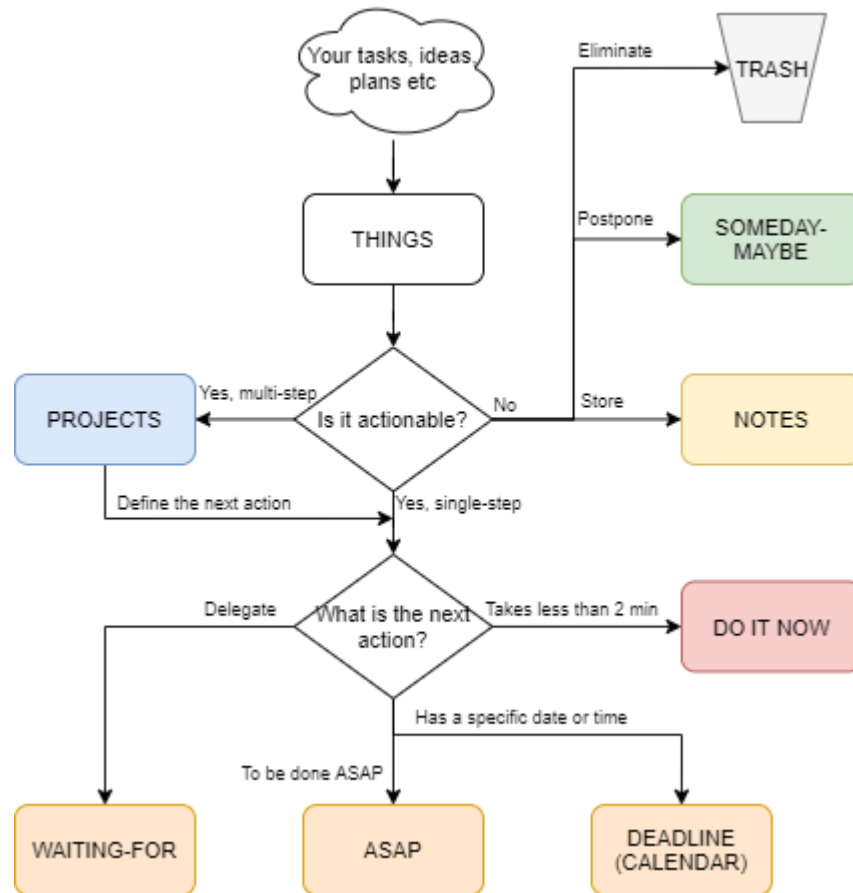 Your tasks, ideas,
plans etc
Eliminate
TRASH
THINGS
Postpone
SOMEDAY-
MAYBE
Yes, multi-step
PROJECTS
Is it actionable?
No
Store
NOTES
Define the next action
Yes, single-step
Delegate
What is the next
action?
Takes less than 2 min
DO IT NOW
Has a specific date or time
To be done ASAP
WAITING-FOR
ASAP
DEADLINE
(CALENDAR)